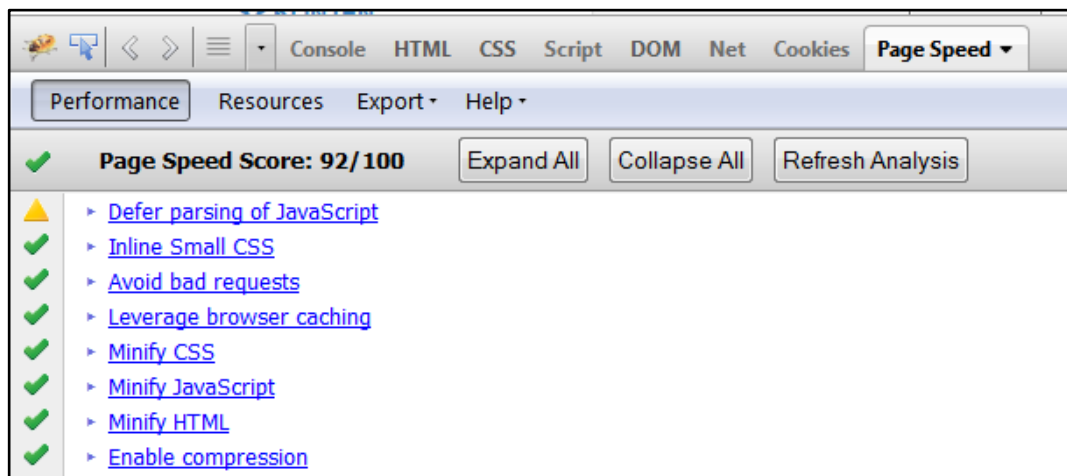 Console HTML CSS Script DOM Net Cookies Page Speed
Performance Resources Export Help
Page Speed Score: 92/100 Expand All Collapse All Refresh Analysis
Defer parsing of JavaScript
Inline Small CSS
Avoid bad requests
Leverage browser caching
Minify CSS
Minify JavaScript
Minify HTML
Enable compression